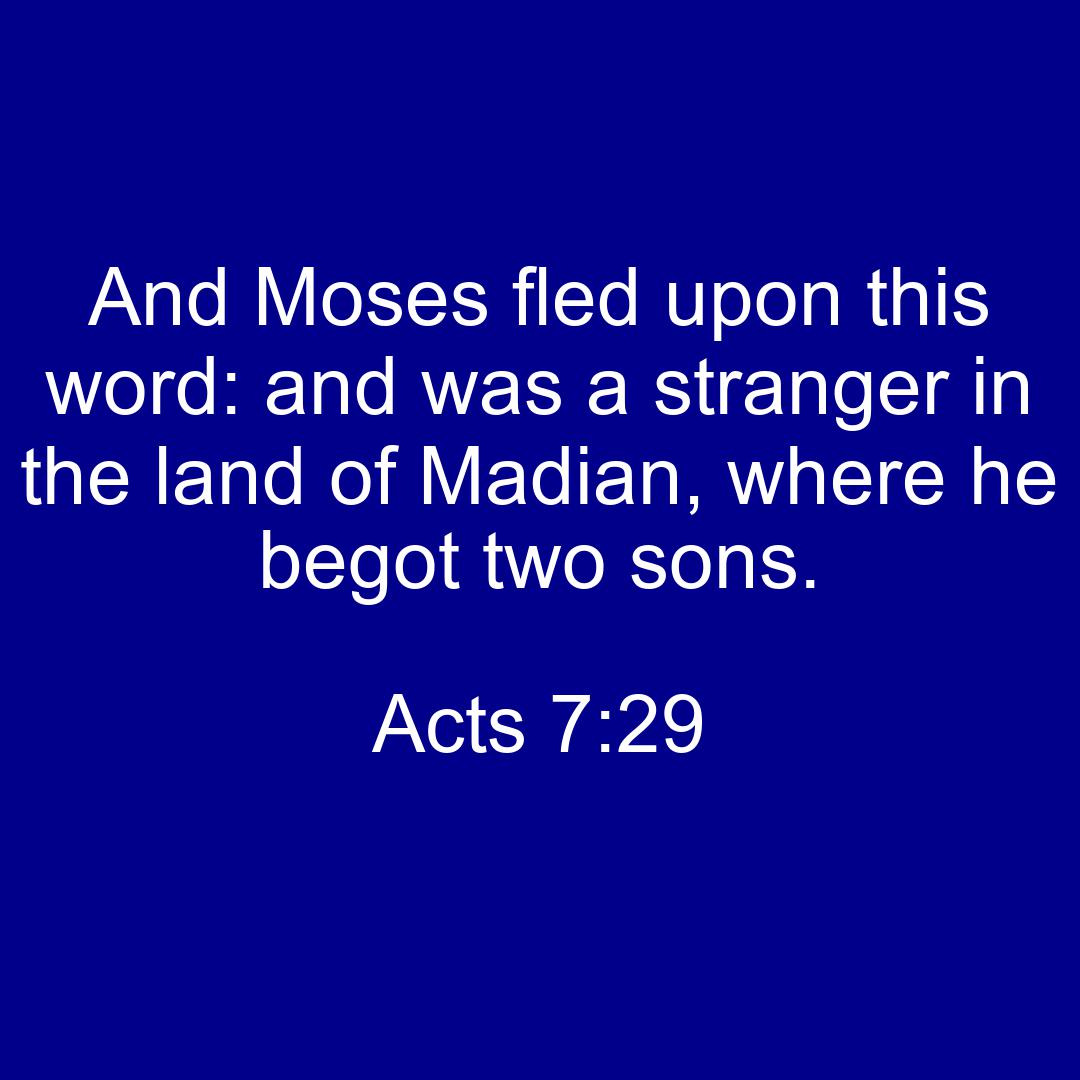 And Moses fled upon this
word: and was a stranger in
the land of Madian, where he
begot two sons.
Acts 7:29